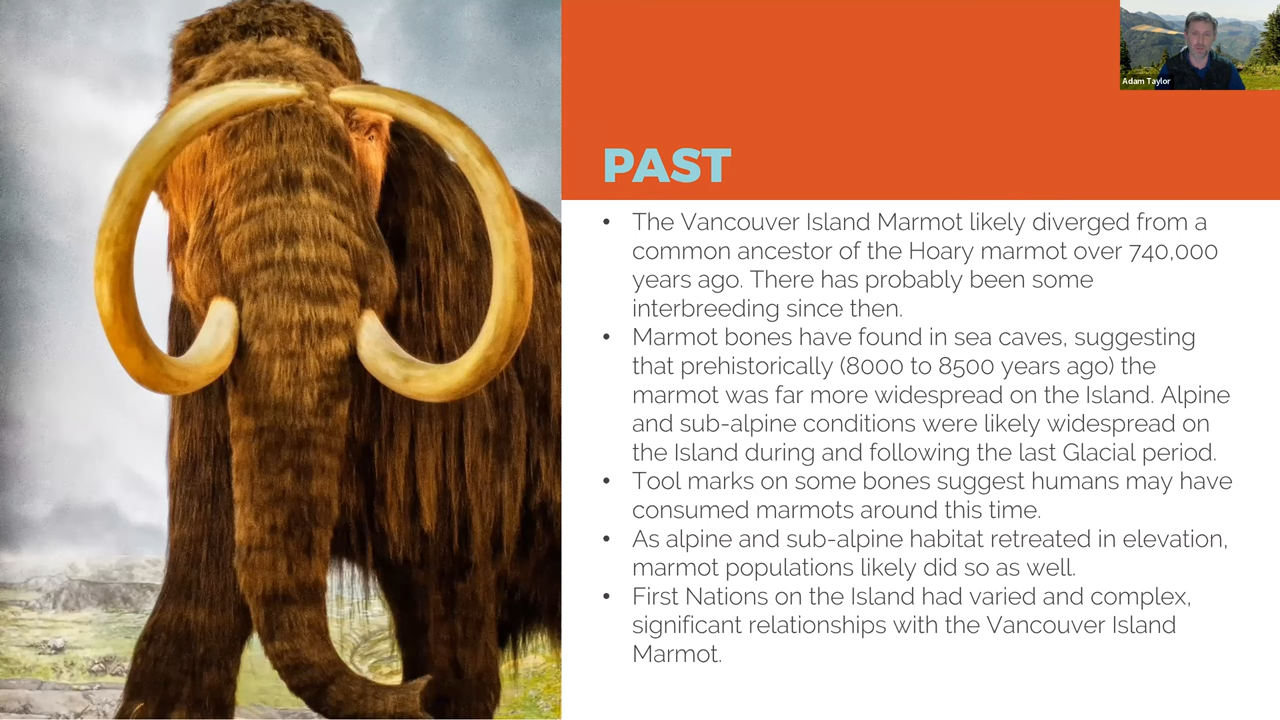 Adam Taylor
PAST
• The Vancouver Island Marmot likely diverged from a
common ancestor of the Hoary marmot over 740,000
years ago. There has probably been some
interbreeding since then.
• Marmot bones have found in sea caves, suggesting
that prehistorically (8000 to 8500 years ago) the
marmot was far more widespread on the Island. Alpine
and sub-alpine conditions were likely widespread on
the Island during and following the last Glacial period.
• Tool marks on some bones suggest humans may have
consumed marmots around this time.
• As alpine and sub-alpine habitat retreated in elevation,
marmot populations likely did so as well.
• First Nations on the Island had varied and complex,
significant relationships with the Vancouver Island
Marmot.